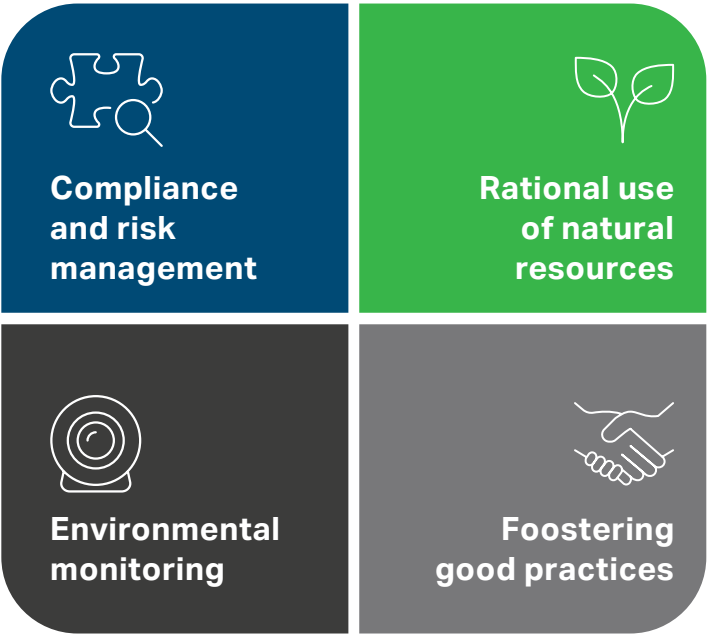 Compliance
and risk
management
Rational use
of natural
resources
Environmental
monitoring
Foostering
good practices